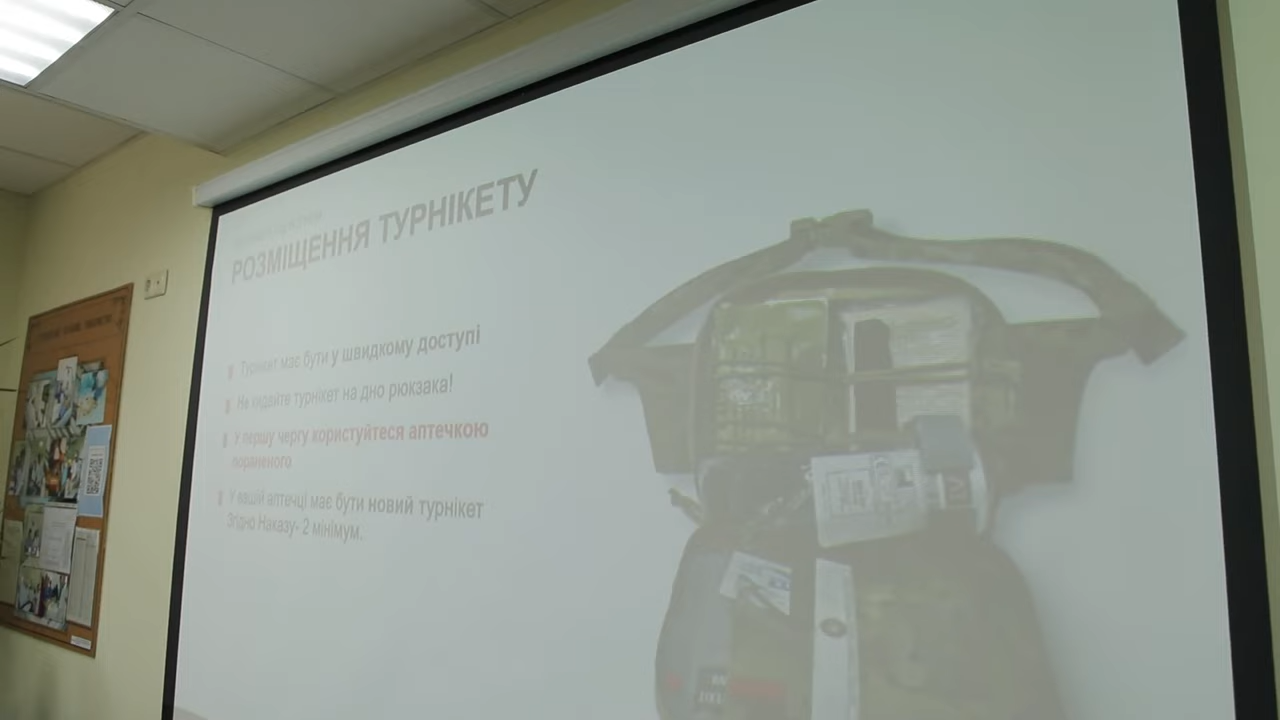 РОЗМІЩЕННЯ ТУРНІКЕТУ
Турнікет має бути у швидкому доступі
Не кидайте турнікет на дно рюкзака!
У першу чергу користуйтеся аптечкою
пораненого
У вашій аптечці має бути новий турнікет
Згідно Наказу- 2 мінімум.